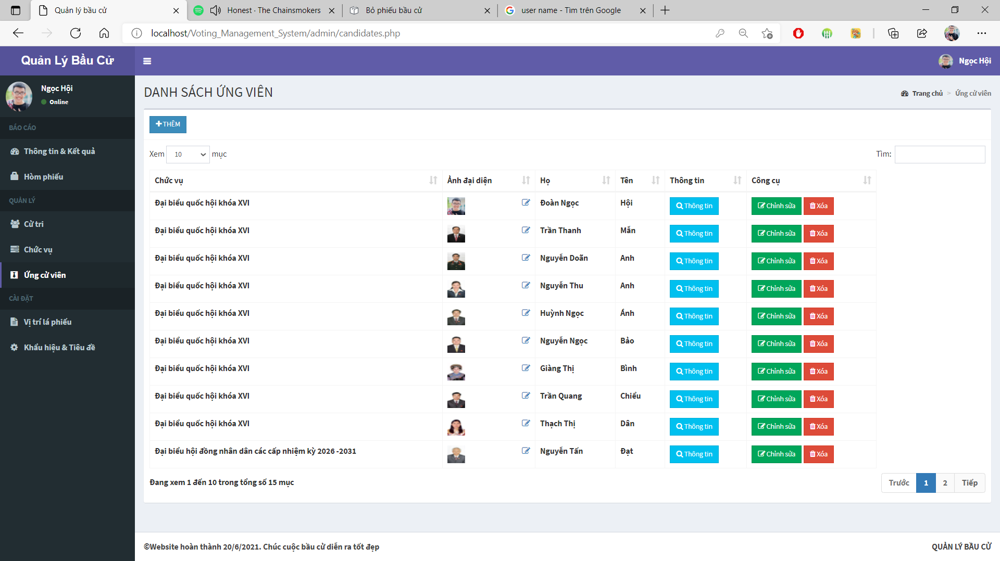 Quản lý bầu cử
Honest · The Chainsmokers
Bỏ phiếu bầu cử
user name - Tìm trên Google
localhost/Voting_Management_System/admin/candidates.php
Quản Lý Bầu Cử
Ngọc Hội
Ngọc Hội
Online
BÁO CÁO
Thông tin & Kết quả
Hòm phiếu
QUẢN LÝ
Cử tri
Chức vụ
Ứng cử viên
CÀI ĐẶT
Vị trí lá phiếu
Khẩu hiệu & Tiêu đề
DANH SÁCH ỨNG VIÊN
Trang chủ > Ứng cử viên
THÊM
Xem 10 mục
Tìm:
Chức vụ Ảnh đại diện Họ Tên Thông tin Công cụ
Đại biểu quốc hội khóa XVI Đoàn Ngọc Hội Thông tin Chỉnh sửa Xóa
Đại biểu quốc hội khóa XVI Trần Thanh Mẫn Thông tin Chỉnh sửa Xóa
Đại biểu quốc hội khóa XVI Nguyễn Doãn Anh Thông tin Chỉnh sửa Xóa
Đại biểu quốc hội khóa XVI Nguyễn Thu Anh Thông tin Chỉnh sửa Xóa
Đại biểu quốc hội khóa XVI Huỳnh Ngọc Ánh Thông tin Chỉnh sửa Xóa
Đại biểu quốc hội khóa XVI Nguyễn Ngọc Bảo Thông tin Chỉnh sửa Xóa
Đại biểu quốc hội khóa XVI Giàng Thị Bình Thông tin Chỉnh sửa Xóa
Đại biểu quốc hội khóa XVI Trần Quang Chiểu Thông tin Chỉnh sửa Xóa
Đại biểu quốc hội khóa XVI Thạch Thị Dân Thông tin Chỉnh sửa Xóa
Đại biểu hội đồng nhân dân các cấp nhiệm kỳ 2026 -2031 Nguyễn Tấn Đạt Thông tin Chỉnh sửa Xóa
Đang xem 1 đến 10 trong tổng số 15 mục
Trước 1 2 Tiếp
©Website hoàn thành 20/6/2021. Chúc cuộc bầu cử diễn ra tốt đẹp
QUẢN LÝ BẦU CỬ